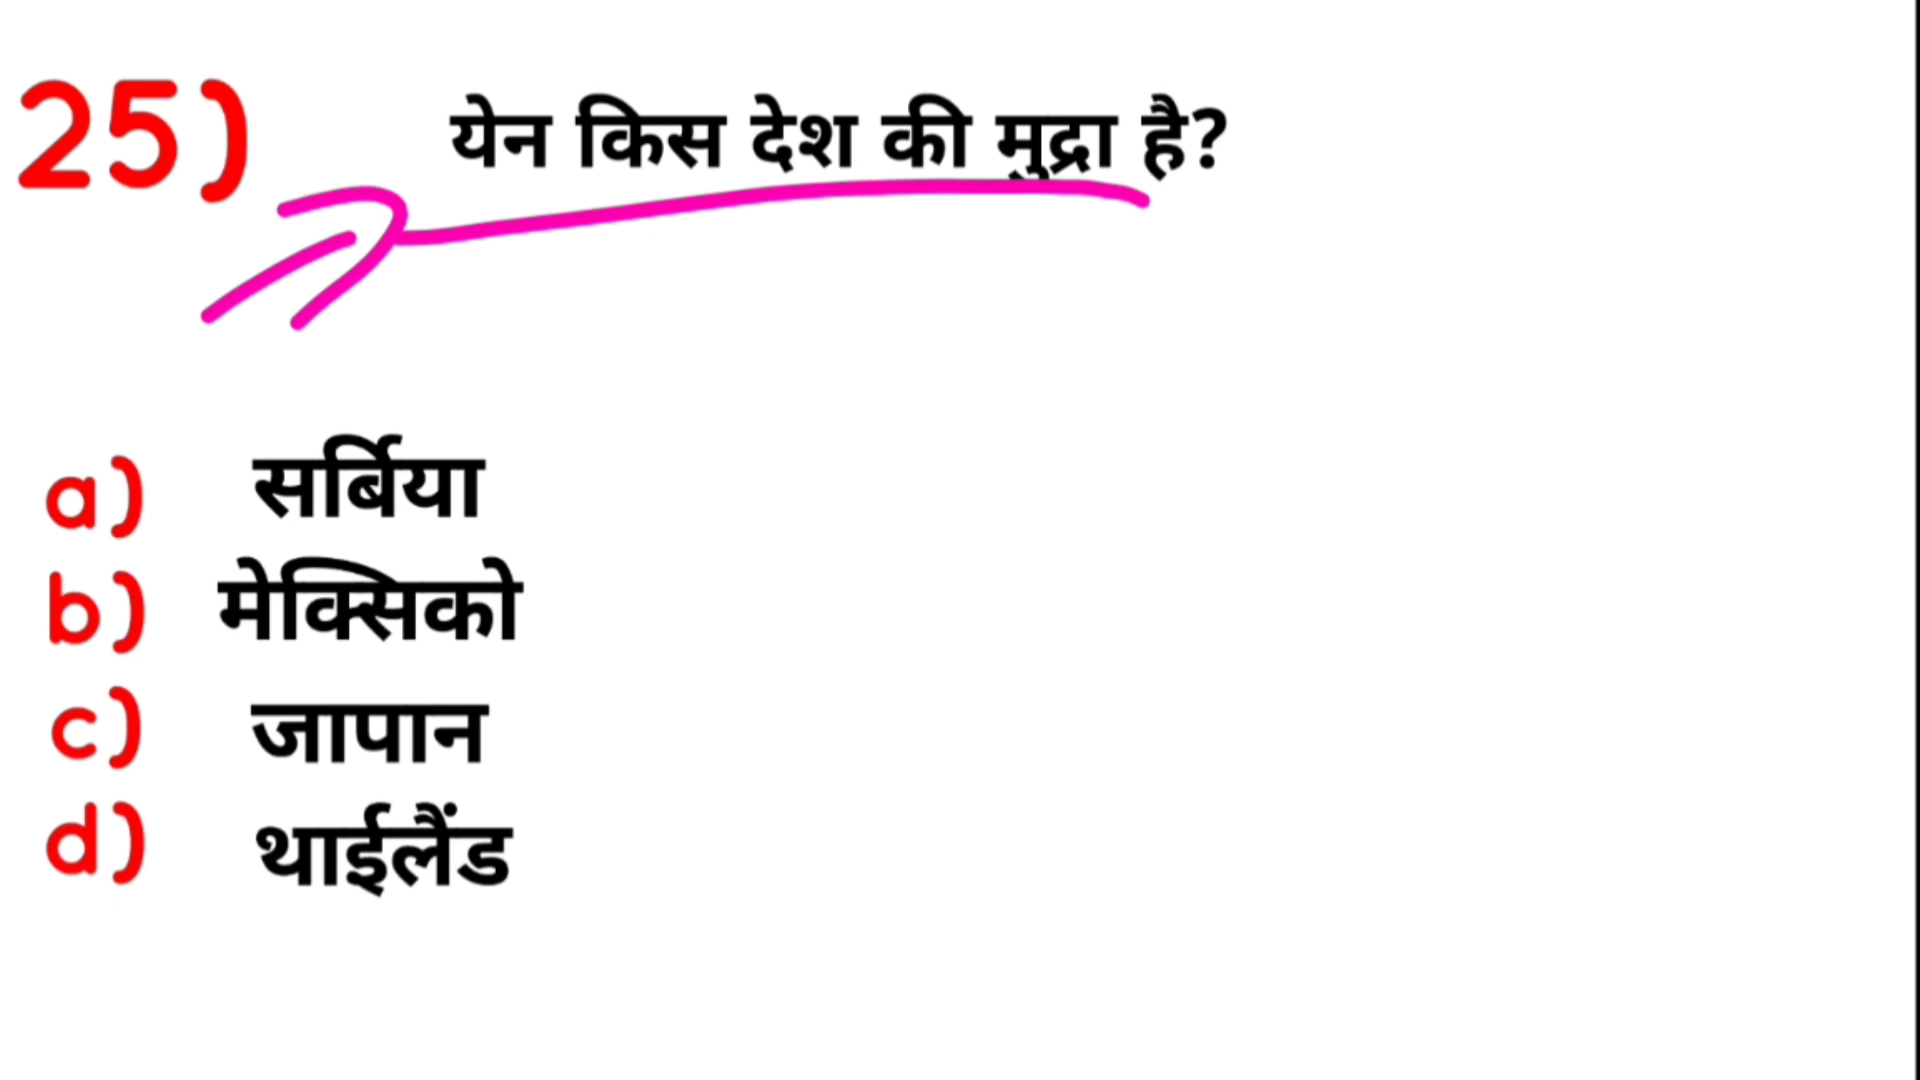 25) येन किस देश की मुद्रा है?
a) सर्बिया
b) मेक्सिको
c) जापान
d) थाईलैंड